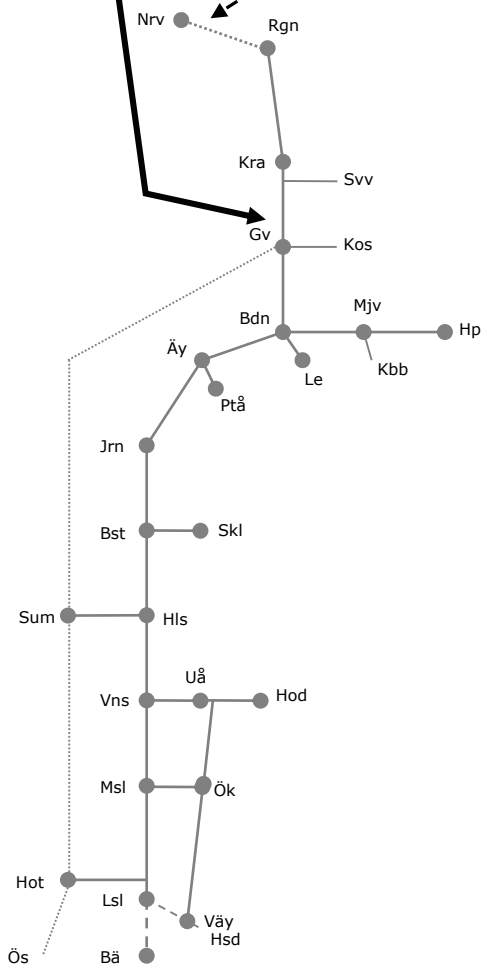 Nrv
Rgn
Kra
Svv
Gv
Kos
Bdn
Mjv
Hp
Äy
Le
Kbb
Ptå
Jrn
Bst
Skl
Sum
Hls
Uå
Vns
Hod
Msl
Ök
Hot
Lsl
Väy
Hsd
Ös
Bä